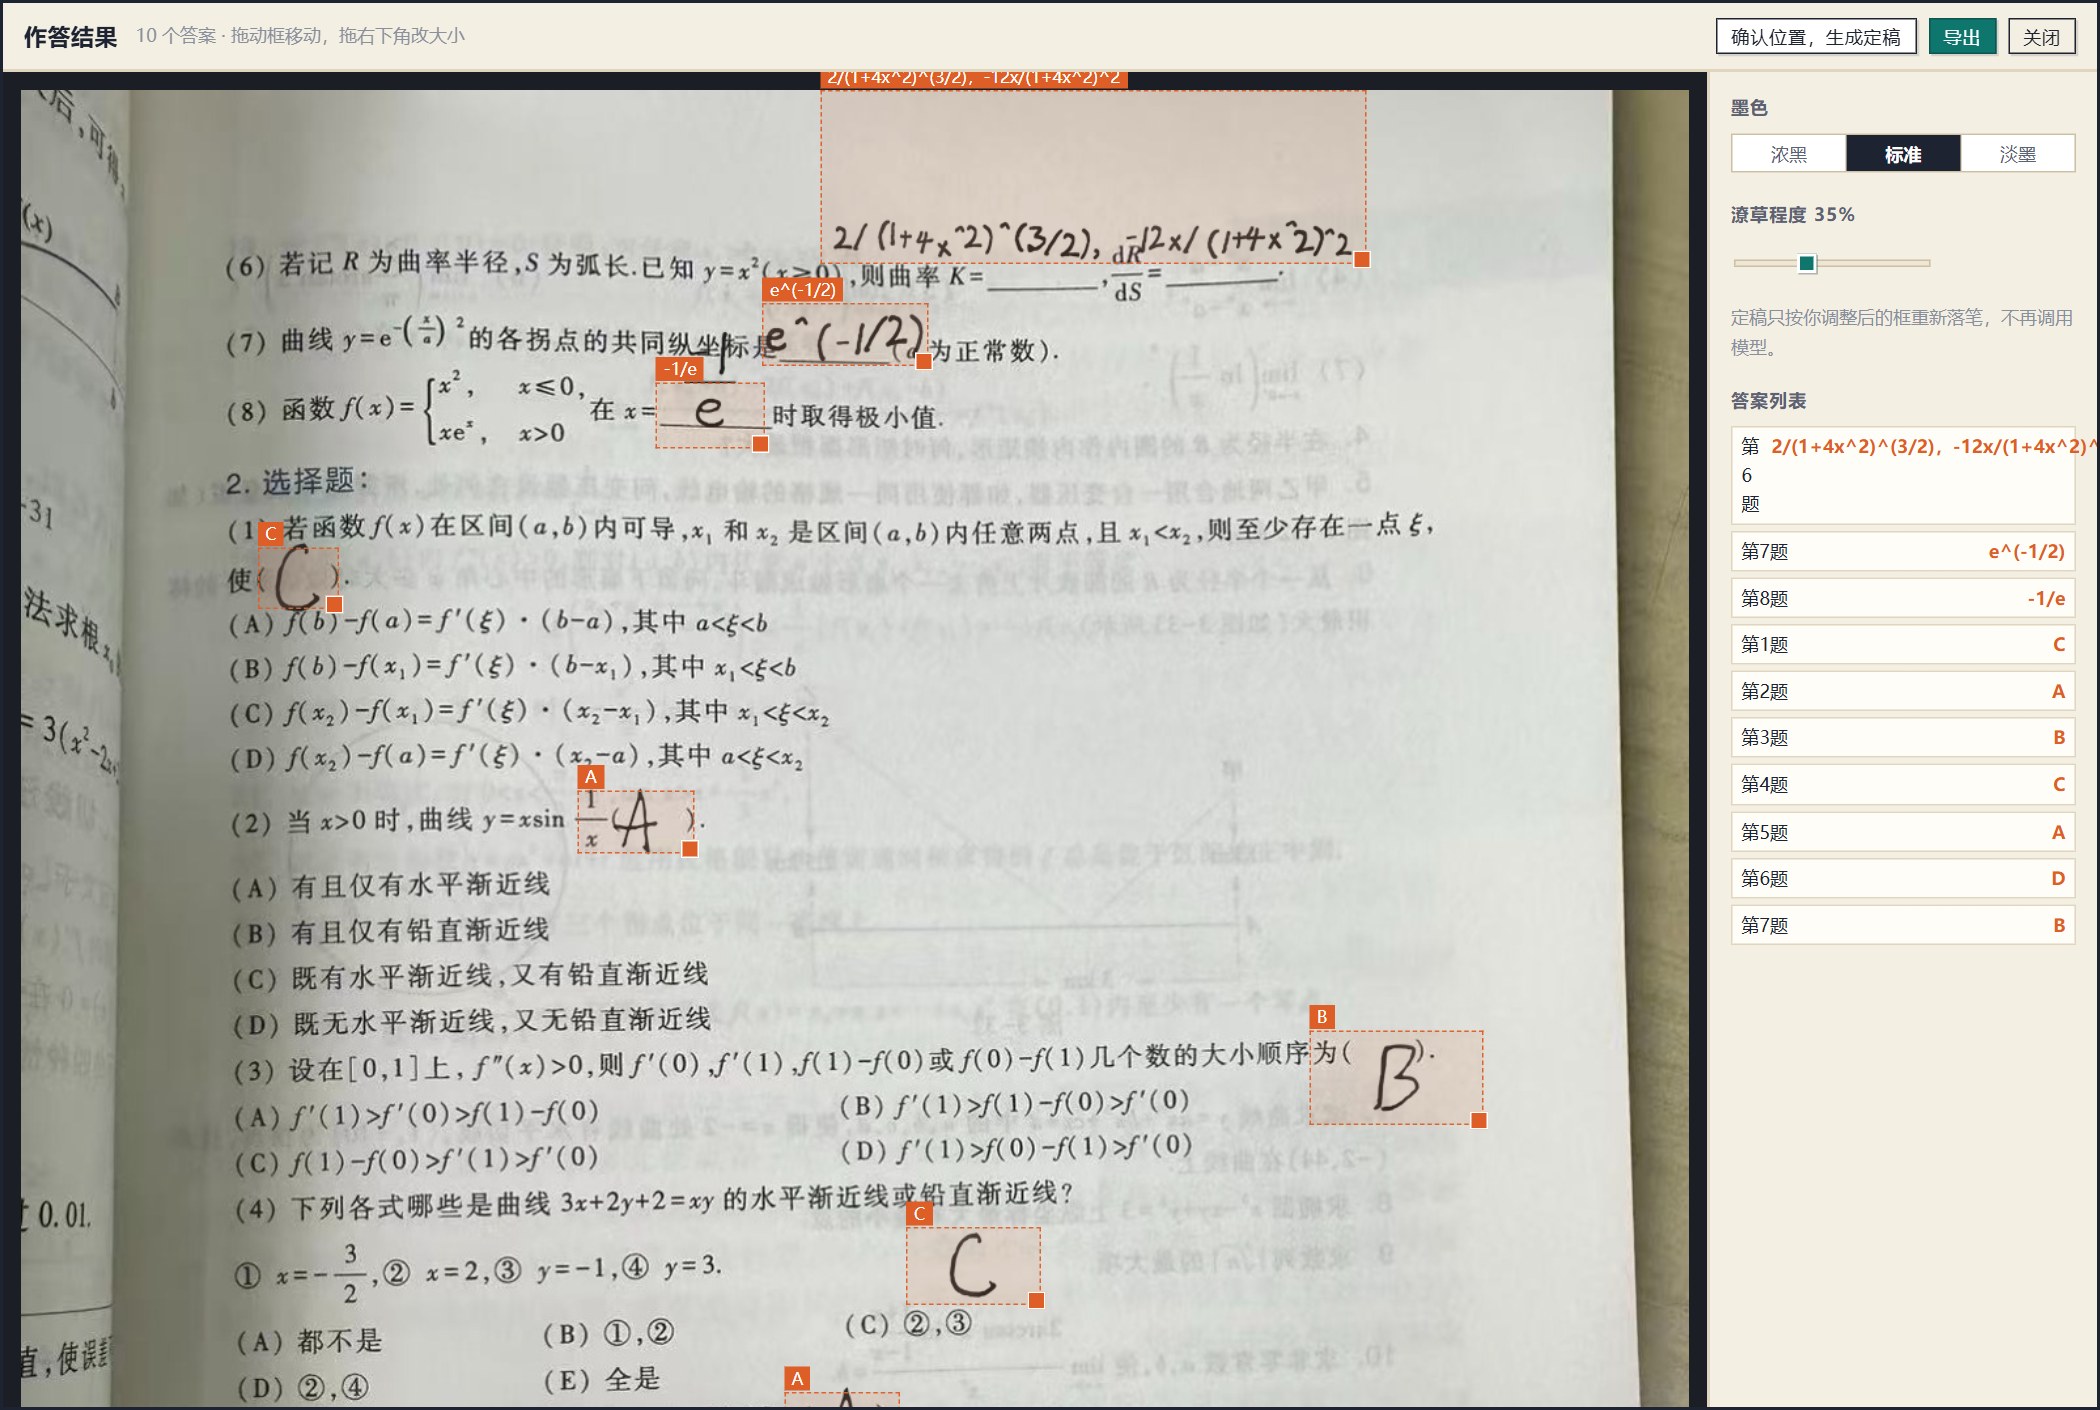 作答结果 10 个答案 · 拖动框移动，拖右下角改大小
确认位置，生成定稿 导出 关闭
2/(1+4x^2)^(3/2)，-12x/(1+4x^2)^2
2/(1+4x^2)^(3/2), -12x/(1+4x^2)^2
(6) 若记 R 为曲率半径,S 为弧长.已知 y=x²(x≥0),则曲率 K=________,dR/dS=________.
e^(-1/2)
(7) 曲线 y=e^-(x/a)² 的各拐点的共同纵坐标是 e^(-1/2) (a 为正常数).
-1/e
(8) 函数 f(x)={x², x≤0, xeˣ, x>0 在 x= -1/e 时取得极小值.
2. 选择题:
(1) 若函数 f(x) 在区间(a,b)内可导,x₁ 和 x₂ 是区间(a,b)内任意两点,且 x₁<x₂,则至少存在一点 ξ,
C
使( C ).
(A) f(b)-f(a)=f′(ξ)·(b-a),其中 a<ξ<b
(B) f(b)-f(x₁)=f′(ξ)·(b-x₁),其中 x₁<ξ<b
(C) f(x₂)-f(x₁)=f′(ξ)·(x₂-x₁),其中 x₁<ξ<x₂
(D) f(x₂)-f(a)=f′(ξ)·(x₂-a),其中 a<ξ<x₂
A
(2) 当 x>0 时,曲线 y=xsin 1/x ( A ).
(A) 有且仅有水平渐近线
(B) 有且仅有铅直渐近线
(C) 既有水平渐近线,又有铅直渐近线
(D) 既无水平渐近线,又无铅直渐近线
B
(3) 设在[0,1]上,f″(x)>0,则 f′(0),f′(1),f(1)-f(0)或 f(0)-f(1)几个数的大小顺序为( B ).
(A) f′(1)>f′(0)>f(1)-f(0) (B) f′(1)>f(1)-f(0)>f′(0)
(C) f(1)-f(0)>f′(1)>f′(0) (D) f′(1)>f(0)-f(1)>f′(0)
(4) 下列各式哪些是曲线 3x+2y+2=xy 的水平渐近线或铅直渐近线?
C
① x=-3/2,② x=2,③ y=-1,④ y=3. C
(A) 都不是 (B) ①,② (C) ②,③
(D) ②,④ (E) 全是
A
墨色
浓黑 标准 淡墨
潦草程度 35%
定稿只按你调整后的框重新落笔，不再调用
模型。
答案列表
第6题 2/(1+4x^2)^(3/2)，-12x/(1+4x^2)^
第7题 e^(-1/2)
第8题 -1/e
第1题 C
第2题 A
第3题 B
第4题 C
第5题 A
第6题 D
第7题 B